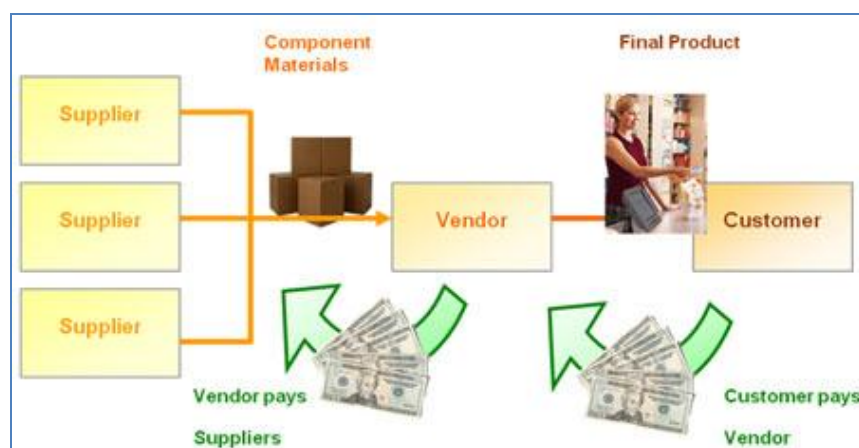 Component
Materials
Final Product
Supplier
Supplier
Vendor
Customer
Supplier
Vendor pays
Suppliers
Customer pays
Vendor